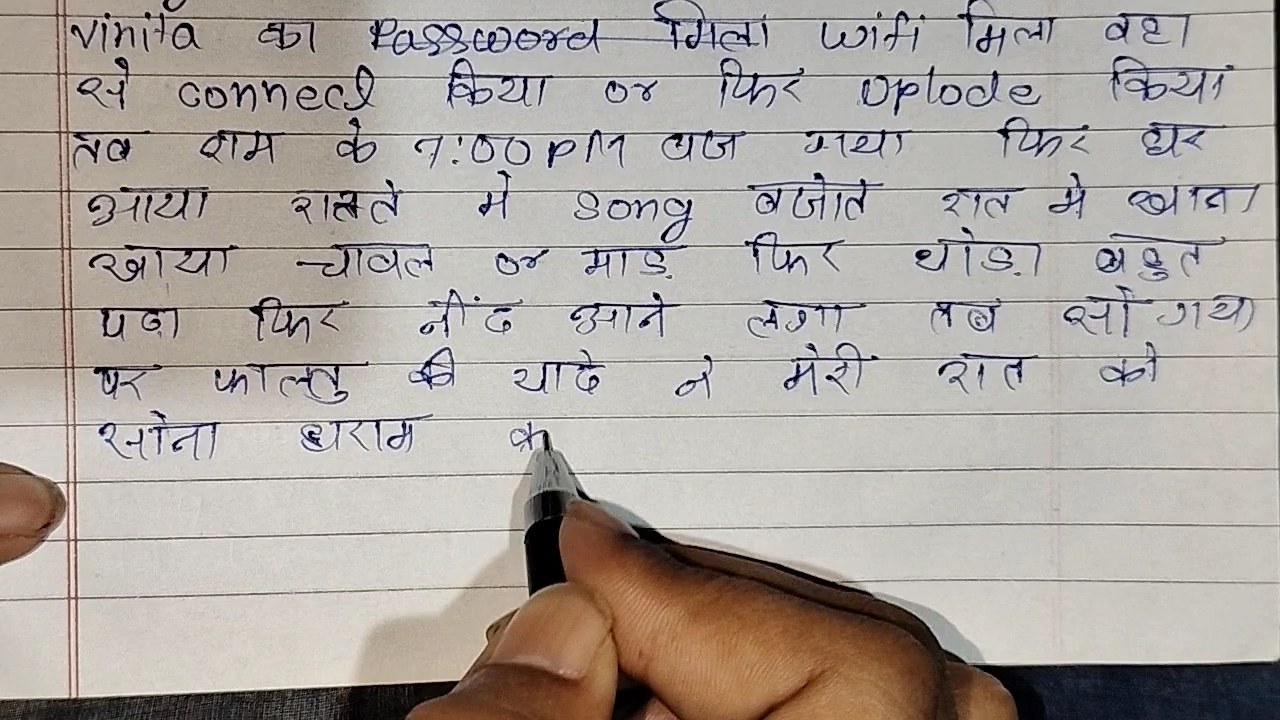 vinita का Password मिला wifi मिला वहा
से connect किया or फिर uplode किया
तब शाम के 7:00 pm बज गया फिर घर
आया रास्ते मे song बजाते रात मे खाना
खाया चावल or माड़ फिर थोड़ा बहुत
पढा फिर नींद आने लगा तब सो गया
पर फालतु की यादे ने मेरी रात को
सोना हराम क